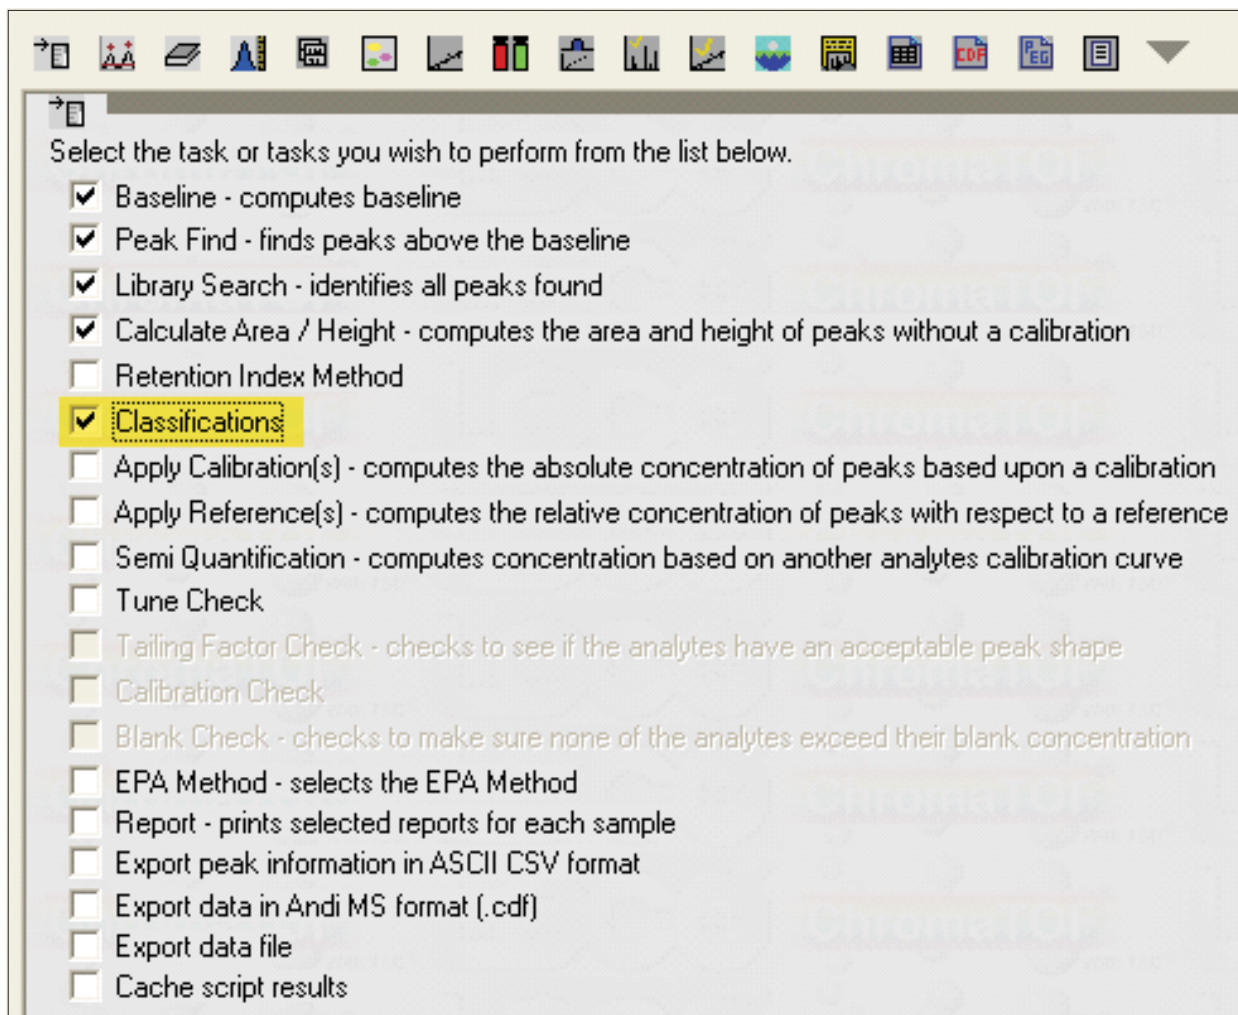 CDF
PEG
Select the task or tasks you wish to perform from the list below.
Baseline - computes baseline
Peak Find - finds peaks above the baseline
Library Search - identifies all peaks found
Calculate Area / Height - computes the area and height of peaks without a calibration
Retention Index Method
Classifications
Apply Calibration(s) - computes the absolute concentration of peaks based upon a calibration
Apply Reference(s) - computes the relative concentration of peaks with respect to a reference
Semi Quantification - computes concentration based on another analytes calibration curve
Tune Check
Tailing Factor Check - checks to see if the analytes have an acceptable peak shape
Calibration Check
Blank Check - checks to make sure none of the analytes exceed their blank concentration
EPA Method - selects the EPA Method
Report - prints selected reports for each sample
Export peak information in ASCII CSV format
Export data in Andi MS format (.cdf)
Export data file
Cache script results